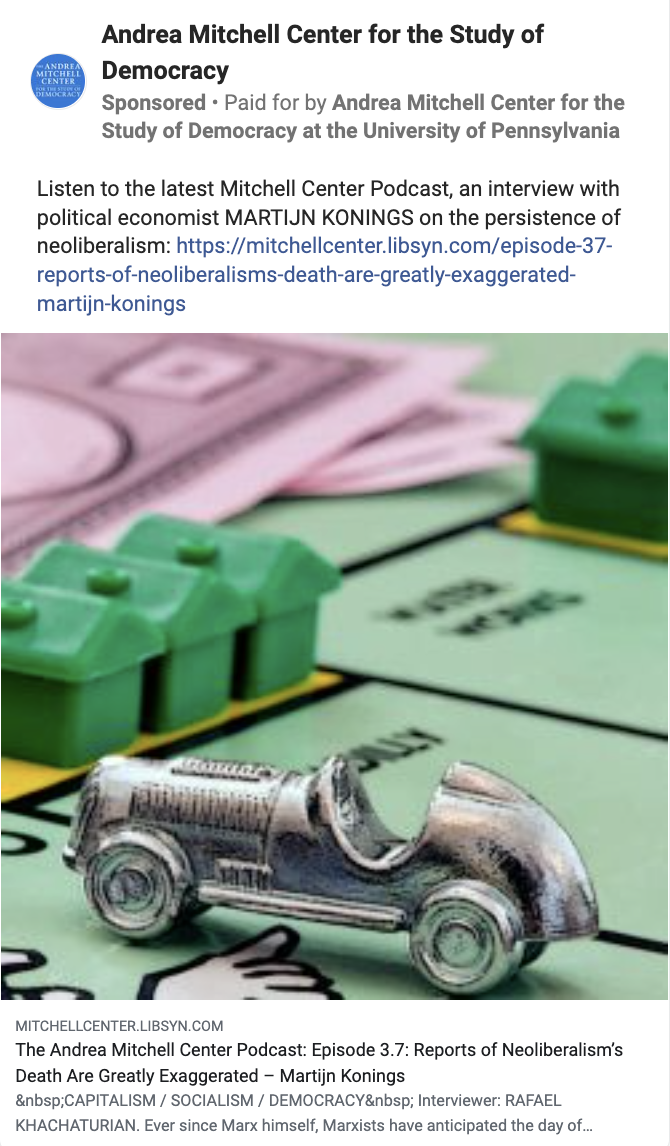 Andrea Mitchell Center for the Study of
Democracy
Sponsored • Paid for by Andrea Mitchell Center for the
Study of Democracy at the University of Pennsylvania
THE ANDREA
MITCHELL
CENTER
FOR THE STUDY OF
DEMOCRACY
Listen to the latest Mitchell Center Podcast, an interview with
political economist MARTIJN KONINGS on the persistence of
neoliberalism: https://mitchellcenter.libsyn.com/episode-37-
reports-of-neoliberalisms-death-are-greatly-exaggerated-
martijn-konings
WATER
WORKS
DILLY
MITCHELLCENTER.LIBSYN.COM
The Andrea Mitchell Center Podcast: Episode 3.7: Reports of Neoliberalism’s
Death Are Greatly Exaggerated – Martijn Konings
&nbsp;CAPITALISM / SOCIALISM / DEMOCRACY&nbsp; Interviewer: RAFAEL
KHACHATURIAN. Ever since Marx himself, Marxists have anticipated the day of…